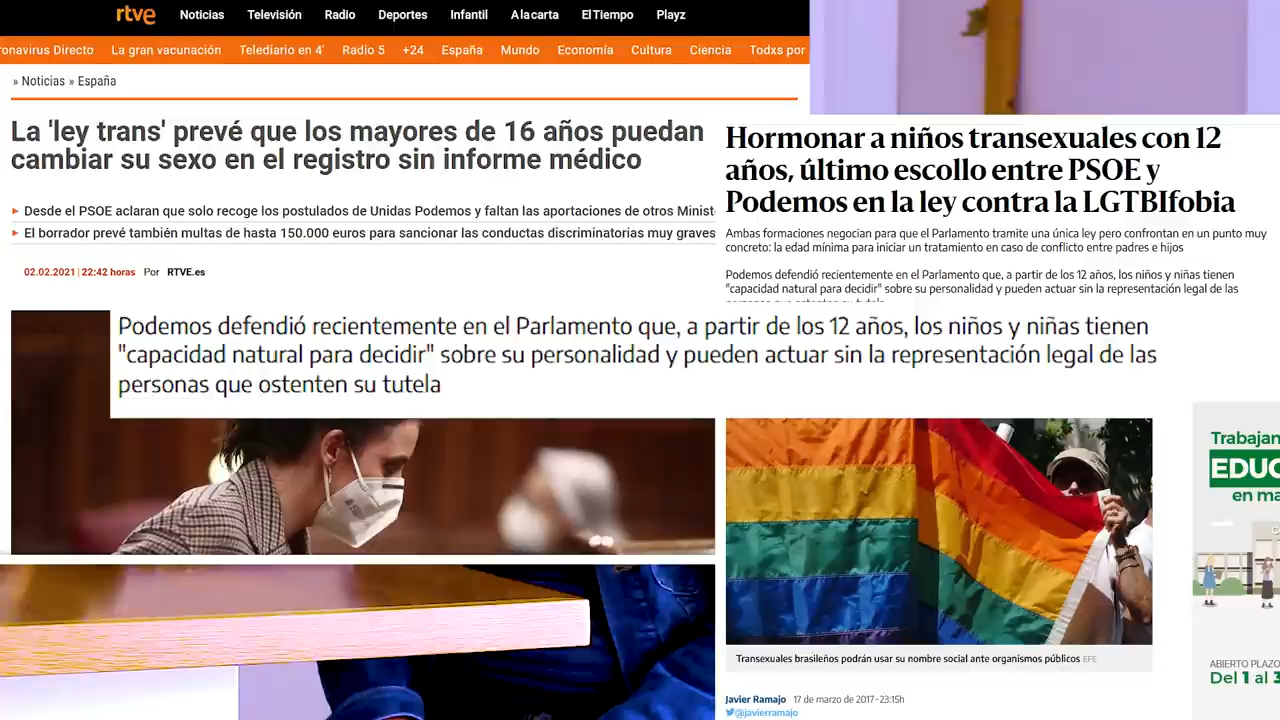 rtve
Noticias Televisión Radio Deportes Infantil A la carta El Tiempo Playz
onavirus Directo La gran vacunación Telediario en 4' Radio 5 +24 España Mundo Economía Cultura Ciencia Todxs por
» Noticias » España
La 'ley trans' prevé que los mayores de 16 años puedan
cambiar su sexo en el registro sin informe médico
Desde el PSOE aclaran que solo recoge los postulados de Unidas Podemos y faltan las aportaciones de otros Minist
El borrador prevé también multas de hasta 150.000 euros para sancionar las conductas discriminatorias muy graves
02.02.2021 | 22:42 horas Por RTVE.es
Hormonar a niños transexuales con 12
años, último escollo entre PSOE y
Podemos en la ley contra la LGTBIfobia
Ambas formaciones negocian para que el Parlamento tramite una única ley pero confrontan en un punto muy
concreto: la edad mínima para iniciar un tratamiento en caso de conflicto entre padres e hijos
Podemos defendió recientemente en el Parlamento que, a partir de los 12 años, los niños y niñas tienen
"capacidad natural para decidir" sobre su personalidad y pueden actuar sin la representación legal de las
Podemos defendió recientemente en el Parlamento que, a partir de los 12 años, los niños y niñas tienen
"capacidad natural para decidir" sobre su personalidad y pueden actuar sin la representación legal de las
personas que ostenten su tutela
Transexuales brasileños podrán usar su nombre social ante organismos públicos EFE
Javier Ramajo 17 de marzo de 2017 - 23:15h
@javierramajo
Trabajan
EDUC
en ma
ABIERTO PLAZO
Del 1 al 3